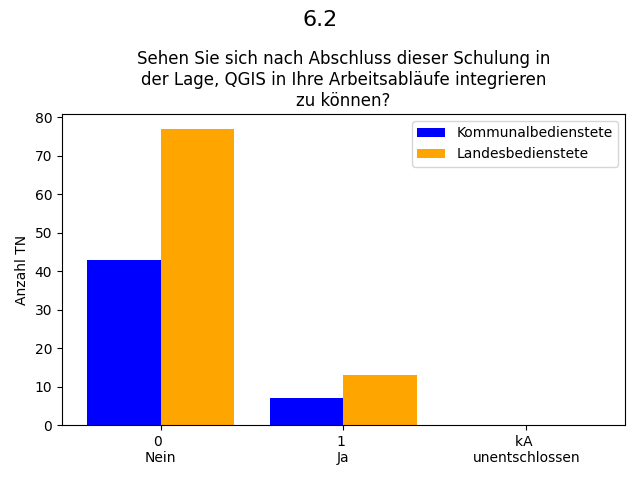 6.2
Sehen Sie sich nach Abschluss dieser Schulung in
der Lage, QGIS in Ihre Arbeitsabläufe integrieren
zu können?
Kommunalbedienstete
Landesbedienstete
Anzahl TN
80
70
60
50
40
30
20
10
0
0
Nein
1
Ja
kA
unentschlossen